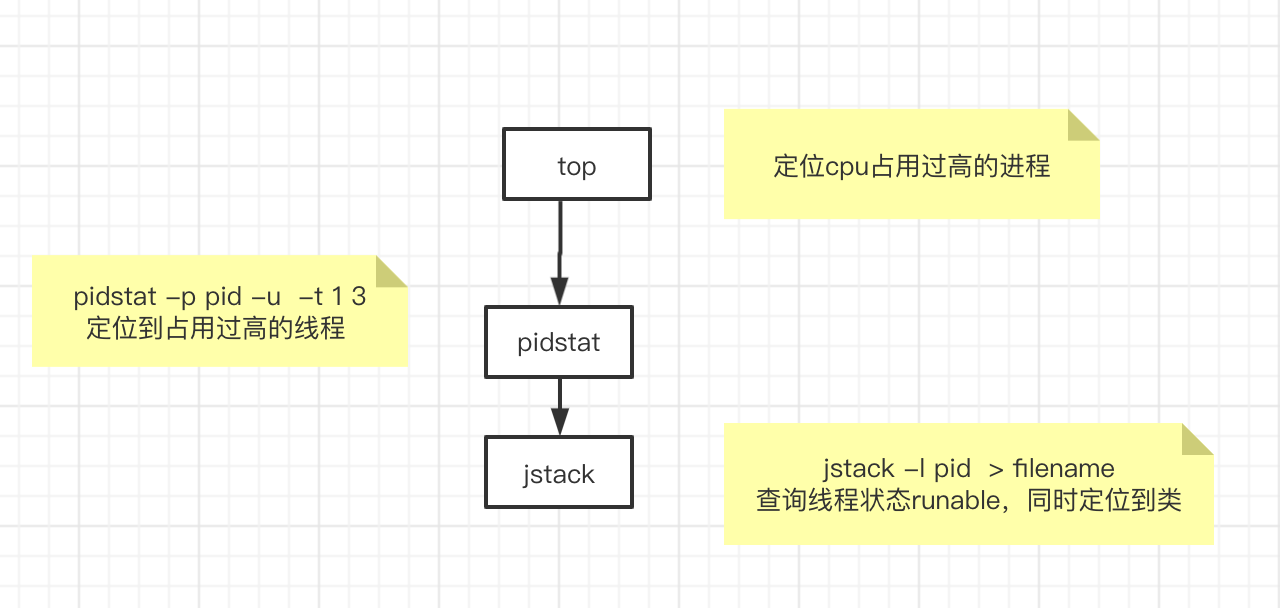 top
定位cpu占用过高的进程
pidstat -p pid -u  -t 1 3
定位到占用过高的线程
pidstat
jstack
jstack -l pid  > filename
查询线程状态runable，同时定位到类